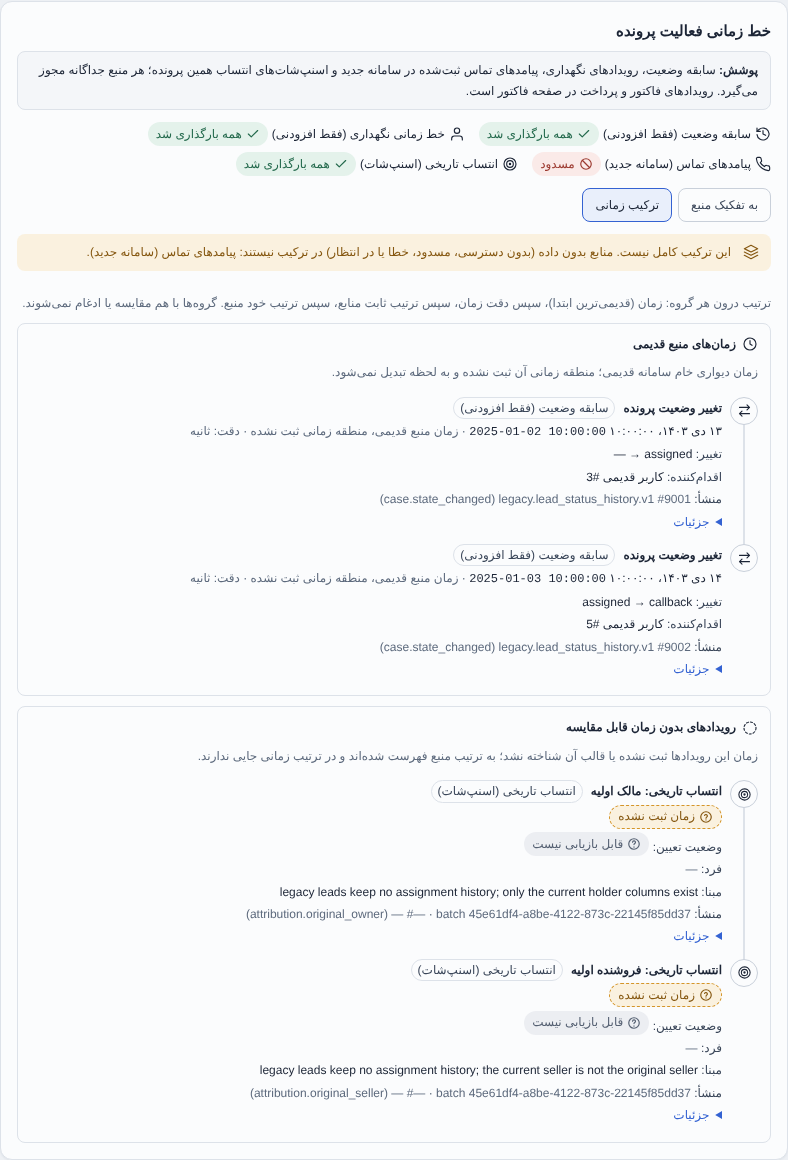 خط زمانی فعالیت پرونده
پوشش: سابقه وضعیت، رویدادهای نگهداری، پیامدهای تماس ثبت‌شده در سامانه جدید و اسنپ‌شات‌های انتساب همین پرونده؛ هر منبع جداگانه مجوز
می‌گیرد. رویدادهای فاکتور و پرداخت در صفحه فاکتور است.
سابقه وضعیت (فقط افزودنی) همه بارگذاری شد خط زمانی نگهداری (فقط افزودنی) همه بارگذاری شد
پیامدهای تماس (سامانه جدید) مسدود انتساب تاریخی (اسنپ‌شات) همه بارگذاری شد
به تفکیک منبع ترکیب زمانی
این ترکیب کامل نیست. منابع بدون داده (بدون دسترسی، مسدود، خطا یا در انتظار) در ترکیب نیستند: پیامدهای تماس (سامانه جدید).
ترتیب درون هر گروه: زمان (قدیمی‌ترین ابتدا)، سپس دقت زمان، سپس ترتیب ثابت منابع، سپس ترتیب خود منبع. گروه‌ها با هم مقایسه یا ادغام نمی‌شوند.
زمان‌های منبع قدیمی
زمان دیواری خام سامانه قدیمی؛ منطقه زمانی آن ثبت نشده و به لحظه تبدیل نمی‌شود.
تغییر وضعیت پرونده سابقه وضعیت (فقط افزودنی)
۱۳ دی ۱۴۰۳، ۱۰:۰۰:۰۰ 2025-01-02 10:00:00 · زمان منبع قدیمی، منطقه زمانی ثبت نشده · دقت: ثانیه
تغییر: — → assigned
اقدام‌کننده: کاربر قدیمی #3
منشأ: legacy.lead_status_history.v1 #9001 (case.state_changed)
جزئیات
تغییر وضعیت پرونده سابقه وضعیت (فقط افزودنی)
۱۴ دی ۱۴۰۳، ۱۰:۰۰:۰۰ 2025-01-03 10:00:00 · زمان منبع قدیمی، منطقه زمانی ثبت نشده · دقت: ثانیه
تغییر: assigned → callback
اقدام‌کننده: کاربر قدیمی #5
منشأ: legacy.lead_status_history.v1 #9002 (case.state_changed)
جزئیات
رویدادهای بدون زمان قابل مقایسه
زمان این رویدادها ثبت نشده یا قالب آن شناخته نشد؛ به ترتیب منبع فهرست شده‌اند و در ترتیب زمانی جایی ندارند.
انتساب تاریخی: مالک اولیه انتساب تاریخی (اسنپ‌شات)
زمان ثبت نشده
وضعیت تعیین: قابل بازیابی نیست
فرد: —
مبنا: legacy leads keep no assignment history; only the current holder columns exist
منشأ: — #— · batch 45e61df4-a8be-4122-873c-22145f85dd37 (attribution.original_owner)
جزئیات
انتساب تاریخی: فروشنده اولیه انتساب تاریخی (اسنپ‌شات)
زمان ثبت نشده
وضعیت تعیین: قابل بازیابی نیست
فرد: —
مبنا: legacy leads keep no assignment history; the current seller is not the original seller
منشأ: — #— · batch 45e61df4-a8be-4122-873c-22145f85dd37 (attribution.original_seller)
جزئیات